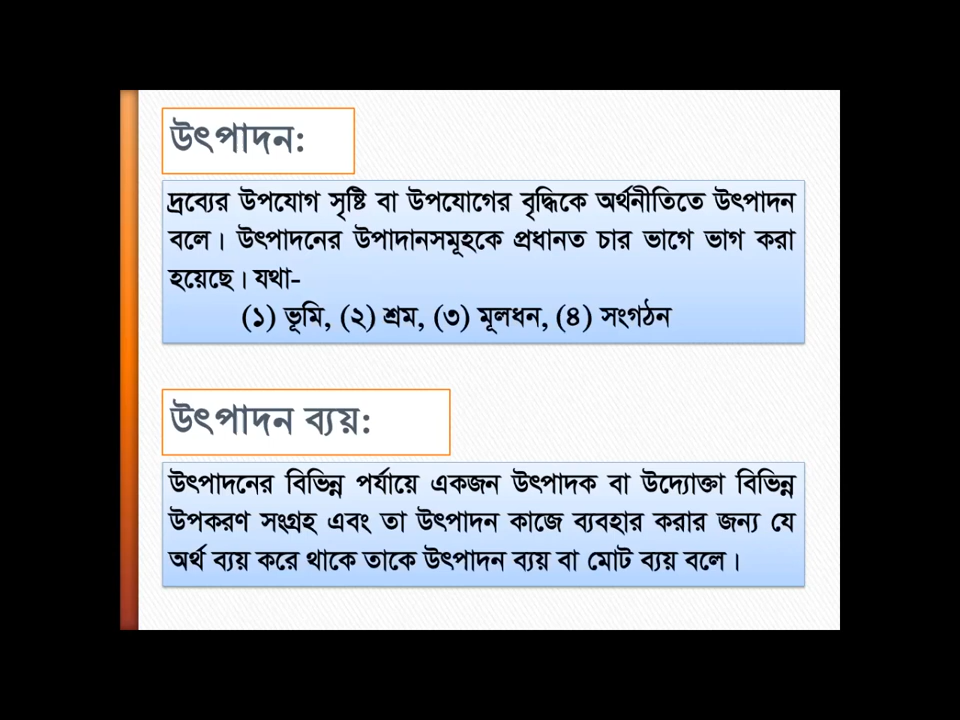 উৎপাদন:
দ্রব্যের উপযোগ সৃষ্টি বা উপযোগের বৃদ্ধিকে অর্থনীতিতে উৎপাদন
বলে। উৎপাদনের উপাদানসমূহকে প্রধানত চার ভাগে ভাগ করা
হয়েছে। যথা-
(১) ভূমি, (২) শ্রম, (৩) মূলধন, (৪) সংগঠন
উৎপাদন ব্যয়:
উৎপাদনের বিভিন্ন পর্যায়ে একজন উৎপাদক বা উদ্যোক্তা বিভিন্ন
উপকরণ সংগ্রহ এবং তা উৎপাদন কাজে ব্যবহার করার জন্য যে
অর্থ ব্যয় করে থাকে তাকে উৎপাদন ব্যয় বা মোট ব্যয় বলে।